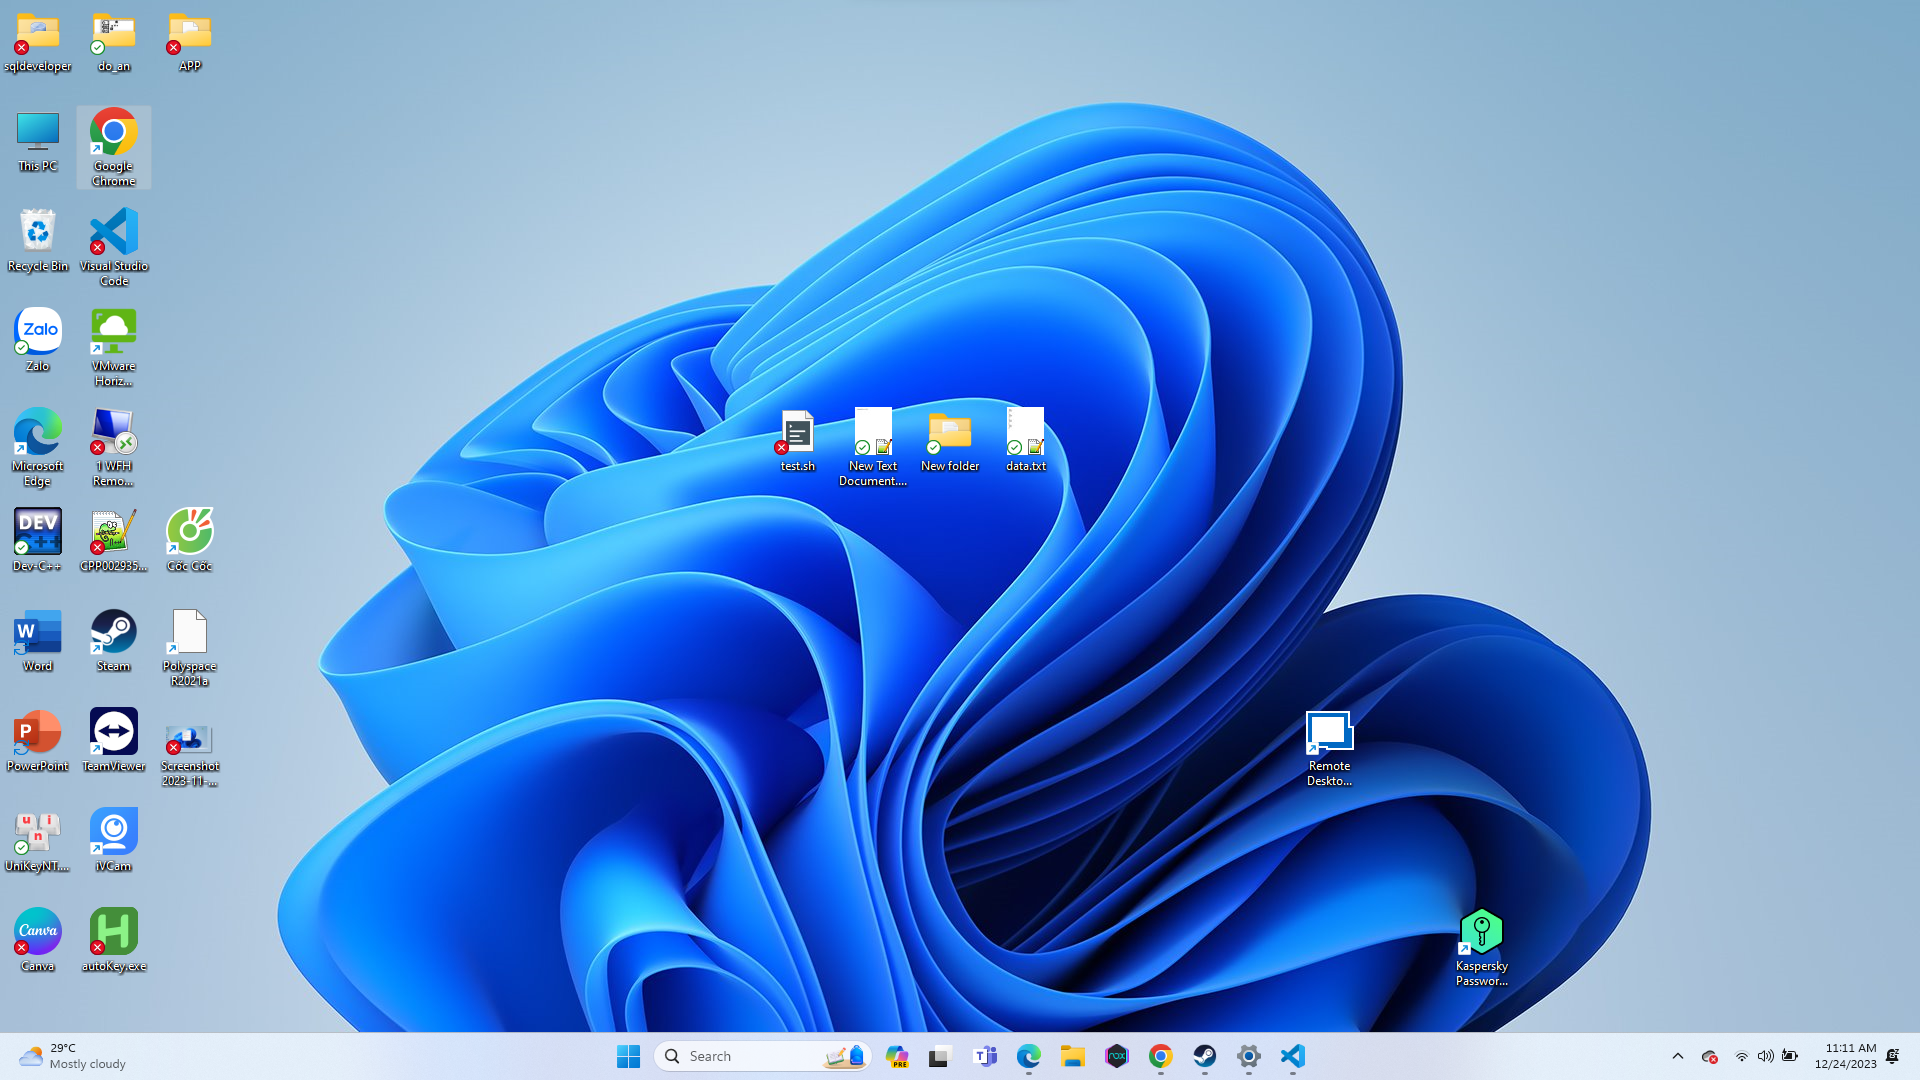 sqldeveloper
do_an
APP
This PC
Google
Chrome
Recycle Bin
Visual Studio
Code
Zalo
Zalo
VMware
Horiz...
Microsoft
Edge
1 WFH
Remo...
test.sh
New Text
Document....
New folder
data.txt
DEV
C++
Dev-C++
CPP002935...
Cốc Cốc
W
Word
Steam
Polyspace
R2021a
P
PowerPoint
TeamViewer
Screenshot
2023-11-...
Remote
Deskto...
u n i
UniKeyNT....
iVCam
Canva
Canva
H
autoKey.exe
Kaspersky
Passwor...
29°C
Mostly cloudy
Search
PRE
nox
11:11 AM
12/24/2023